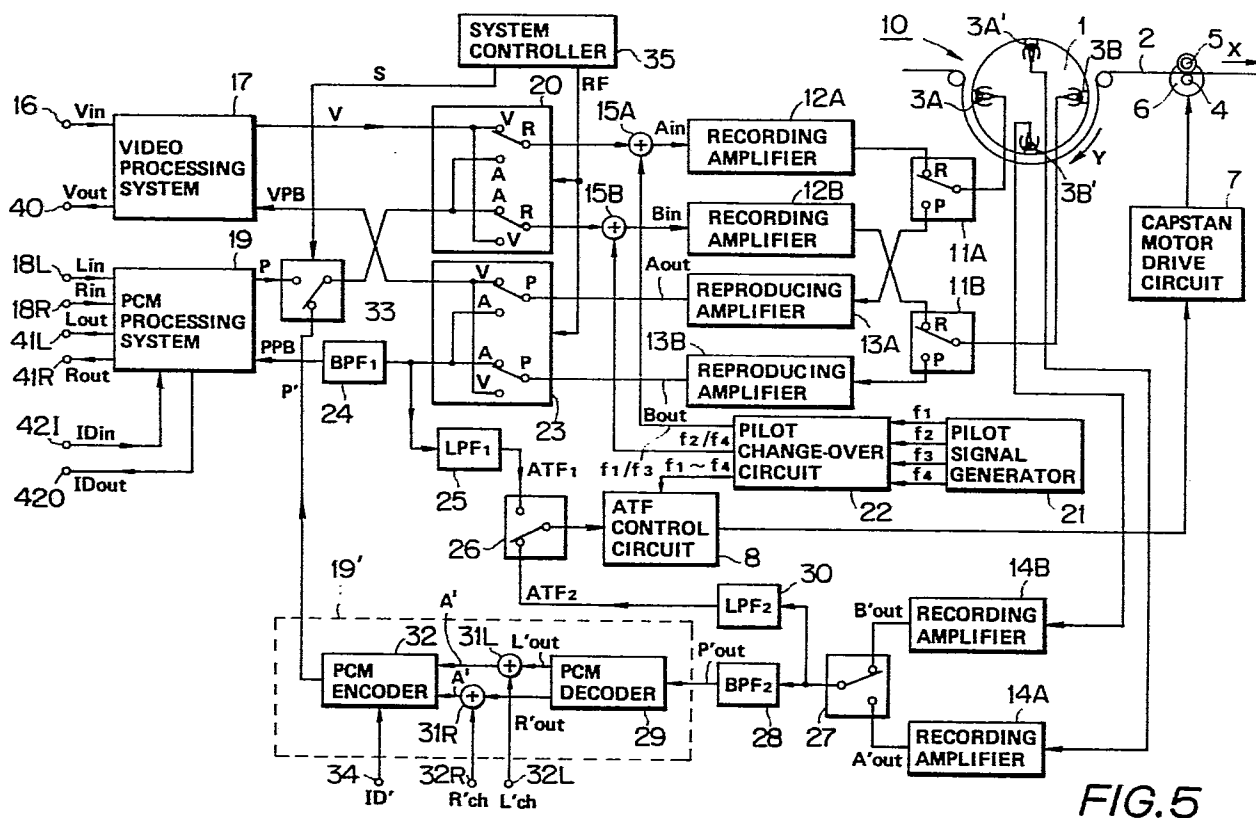 SYSTEM
CONTROLLER
35
S
RF
10
3A'
1
3B
2
5
X
3A
6
4
Y
3B'
7
CAPSTAN
MOTOR
DRIVE
CIRCUIT
16
Vin
17
VIDEO
PROCESSING
SYSTEM
V
Vout
40
VPB
20
V
R
A
A
R
V
15A
Ain
15B
Bin
12A
RECORDING
AMPLIFIER
12B
RECORDING
AMPLIFIER
R
P
11A
11B
R
P
18L
Lin
18R
Rin
Lout
41L
41R
Rout
19
PCM
PROCESSING
SYSTEM
P
33
PPB
P'
BPF1
24
V
P
A
A
P
V
23
Aout
REPRODUCING
AMPLIFIER
13A
13B
REPRODUCING
AMPLIFIER
Bout
42I
IDin
42O
IDout
LPF1
25
ATF1
26
f1/f3
f2/f4
f1~f4
PILOT
CHANGE-OVER
CIRCUIT
22
f1
f2
f3
f4
PILOT
SIGNAL
GENERATOR
21
ATF
CONTROL
CIRCUIT
8
ATF2
30
LPF2
14B
B'out
RECORDING
AMPLIFIER
19'
32
PCM
ENCODER
A'
31L
L'out
A'
31R
R'out
PCM
DECODER
29
P'out
BPF2
28
27
14A
A'out
RECORDING
AMPLIFIER
34
ID'
32R
R'ch
32L
L'ch
FIG.5